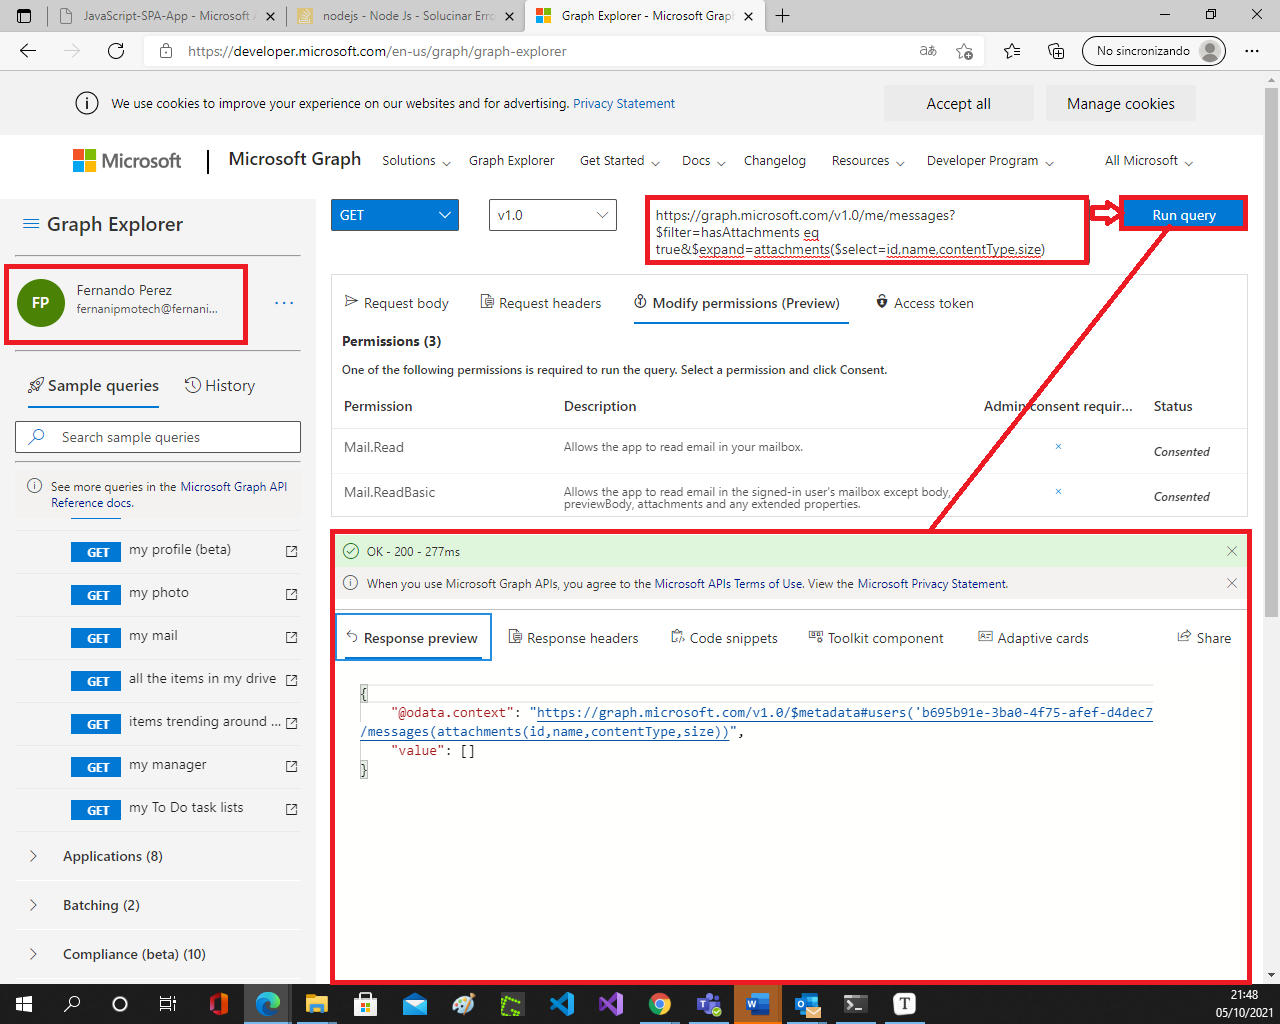 JavaScript-SPA-App - Microsoft A
nodejs - Node Js - Solucinar Erro
Graph Explorer - Microsoft Grap
https://developer.microsoft.com/en-us/graph/graph-explorer
No sincronizando
We use cookies to improve your experience on our websites and for advertising. Privacy Statement
Accept all
Manage cookies
Microsoft
Microsoft Graph
Solutions
Graph Explorer
Get Started
Docs
Changelog
Resources
Developer Program
All Microsoft
Graph Explorer
GET
v1.0
https://graph.microsoft.com/v1.0/me/messages?
$filter=hasAttachments eq
true&$expand=attachments($select=id,name,contentType,size)
Run query
FP
Fernando Perez
fernanipmotech@fernani...
Request body
Request headers
Modify permissions (Preview)
Access token
Permissions (3)
One of the following permissions is required to run the query. Select a permission and click Consent.
Permission
Description
Admin consent requir...
Status
Mail.Read
Allows the app to read email in your mailbox.
Consented
Mail.ReadBasic
Allows the app to read email in the signed-in user's mailbox except body,
previewBody, attachments and any extended properties.
Consented
Sample queries
History
Search sample queries
See more queries in the Microsoft Graph API
Reference docs.
GET my profile (beta)
GET my photo
GET my mail
GET all the items in my drive
GET items trending around ...
GET my manager
GET my To Do task lists
Applications (8)
Batching (2)
Compliance (beta) (10)
OK - 200 - 277ms
When you use Microsoft Graph APIs, you agree to the Microsoft APIs Terms of Use. View the Microsoft Privacy Statement.
Response preview
Response headers
Code snippets
Toolkit component
Adaptive cards
Share
{
"@odata.context": "https://graph.microsoft.com/v1.0/$metadata#users('b695b91e-3ba0-4f75-afef-d4dec7
/messages(attachments(id,name,contentType,size))",
"value": []
}
21:48
05/10/2021